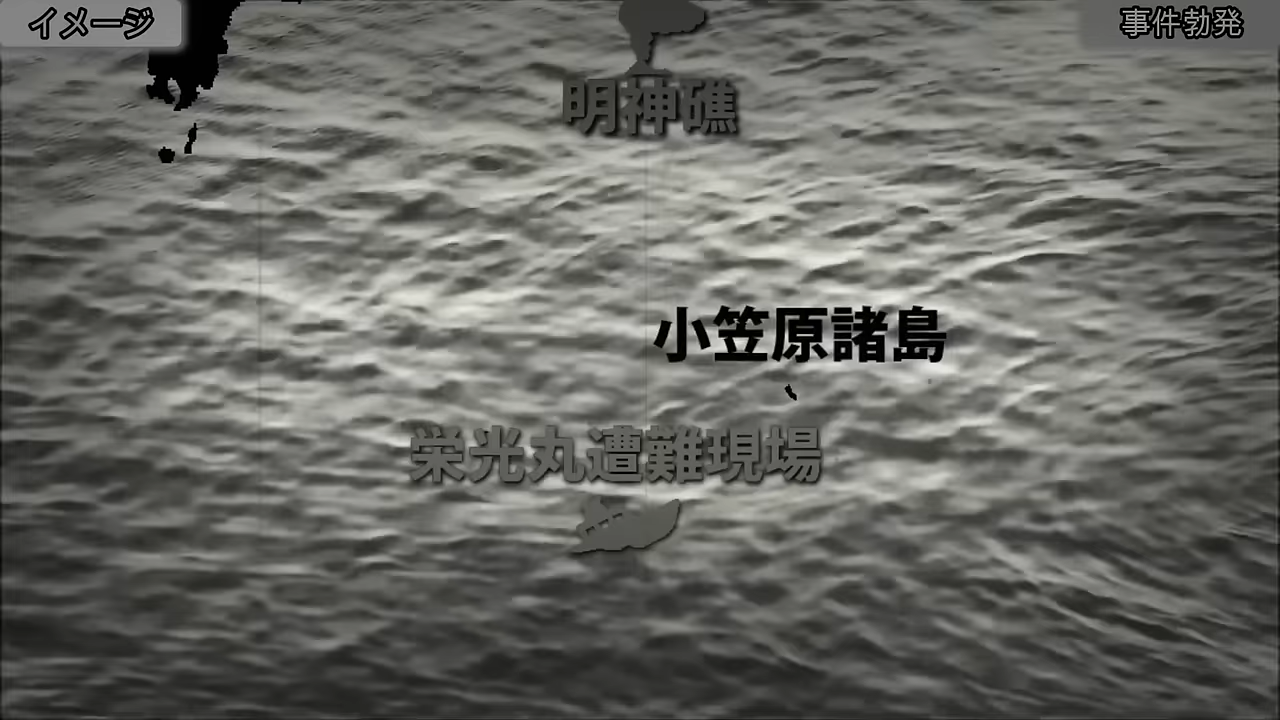 イメージ
事件勃発
明神礁
小笠原諸島
栄光丸遭難現場